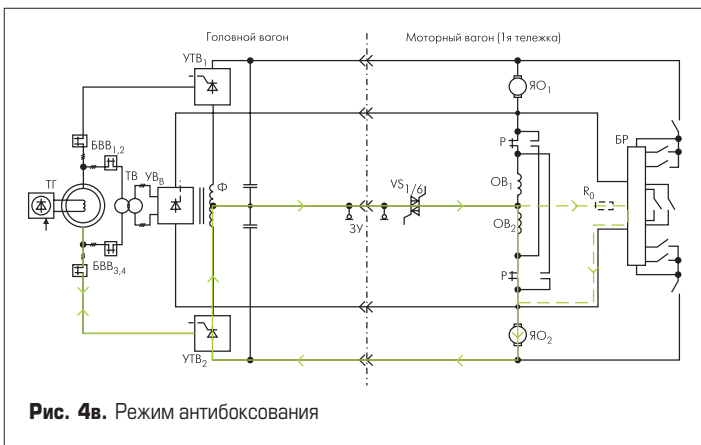 Головной вагон
Моторный вагон (1я тележка)
УТВ₁
ЯО₁
БВВ₁,₂
Р
БР
ТГ
ТВ
УВ_В
Ф
VS₁/₆
ОВ₁
R₀
ЗУ
ОВ₂
БВВ₃,₄
Р
УТВ₂
ЯО₂
Рис. 4в. Режим антибоксования